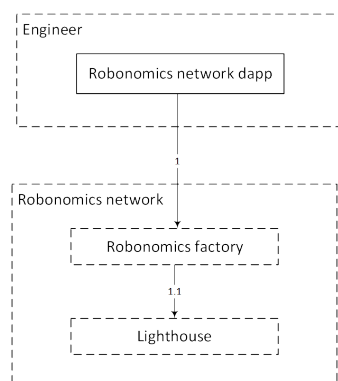 Engineer
Robonomics network dapp
1
Robonomics network
Robonomics factory
1.1
Lighthouse